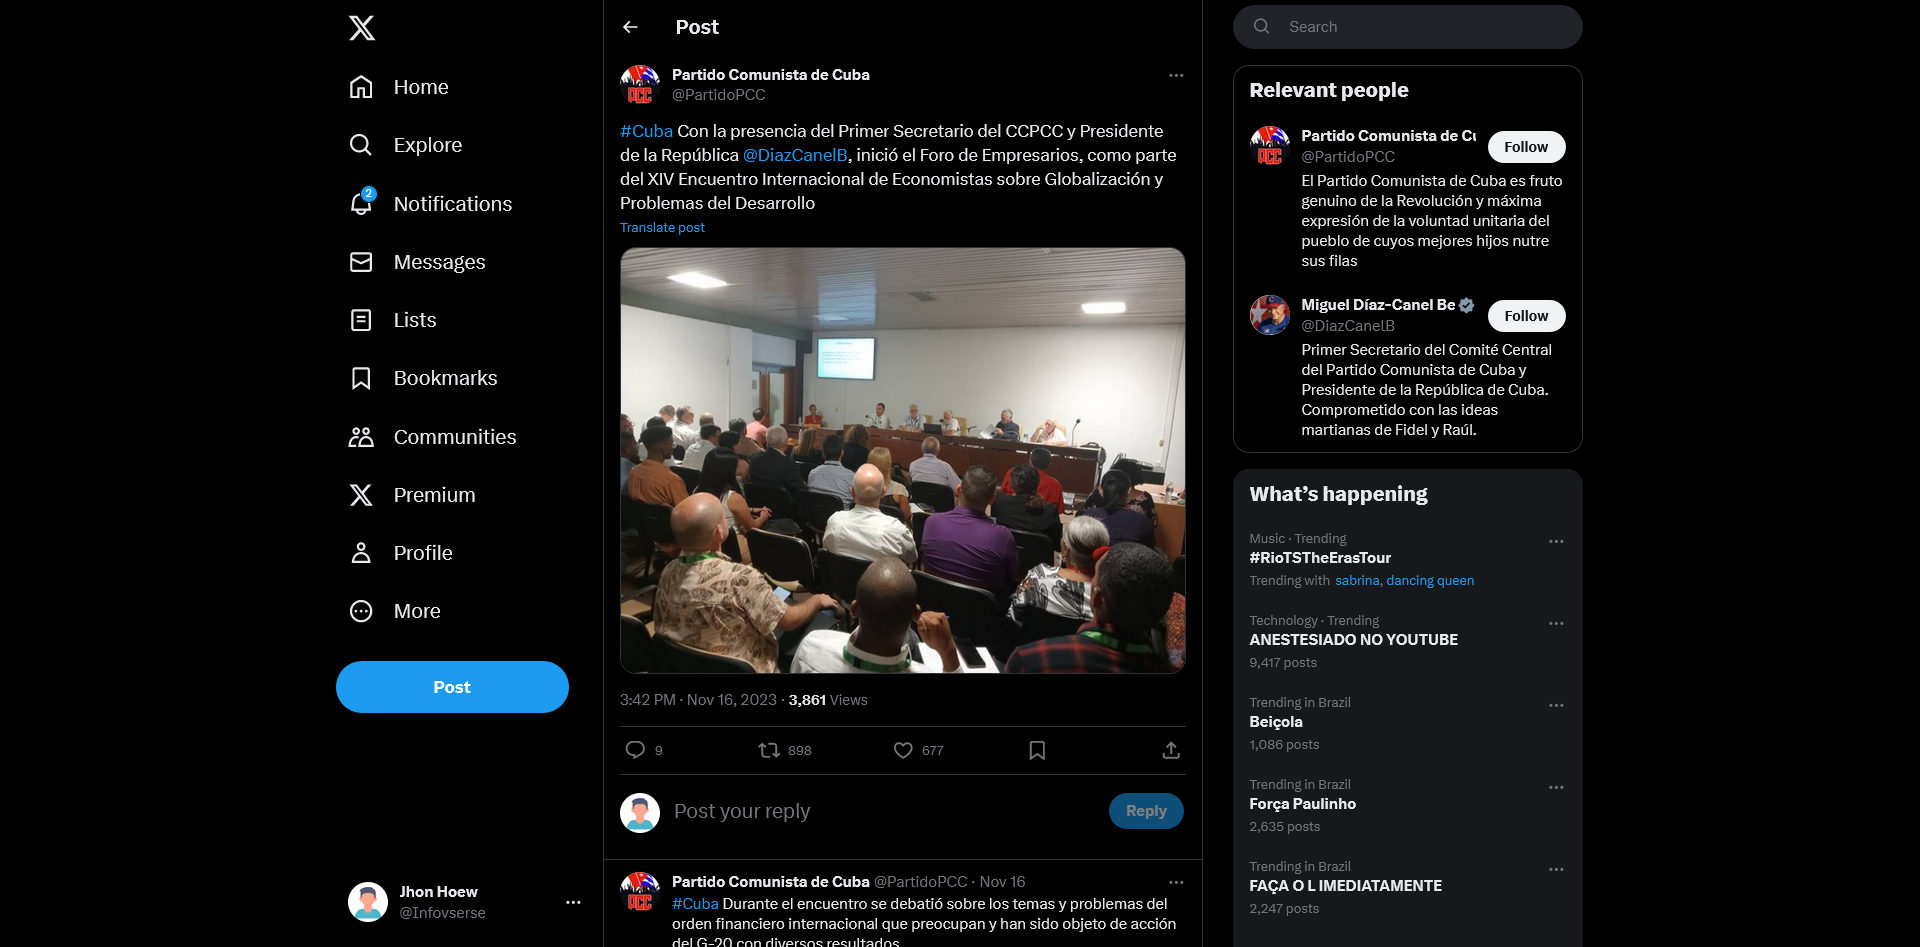 Home
Explore
2
Notifications
Messages
Lists
Bookmarks
Communities
Premium
Profile
More
Post
Jhon Hoew
@Infovserse
Post
Partido Comunista de Cuba
@PartidoPCC
#Cuba Con la presencia del Primer Secretario del CCPCC y Presidente
de la República @DiazCanelB, inició el Foro de Empresarios, como parte
del XIV Encuentro Internacional de Economistas sobre Globalización y
Problemas del Desarrollo
Translate post
3:42 PM · Nov 16, 2023 · 3,861 Views
9 898 677
Post your reply
Reply
Partido Comunista de Cuba @PartidoPCC · Nov 16
#Cuba Durante el encuentro se debatió sobre los temas y problemas del
orden financiero internacional que preocupan y han sido objeto de acción
del G-20 con diversos resultados
Search
Relevant people
Partido Comunista de Cu
@PartidoPCC
Follow
El Partido Comunista de Cuba es fruto
genuino de la Revolución y máxima
expresión de la voluntad unitaria del
pueblo de cuyos mejores hijos nutre
sus filas
Miguel Díaz-Canel Be
@DiazCanelB
Follow
Primer Secretario del Comité Central
del Partido Comunista de Cuba y
Presidente de la República de Cuba.
Comprometido con las ideas
martianas de Fidel y Raúl.
What's happening
Music · Trending
#RioTSTheErasTour
Trending with sabrina, dancing queen
Technology · Trending
ANESTESIADO NO YOUTUBE
9,417 posts
Trending in Brazil
Beiçola
1,086 posts
Trending in Brazil
Força Paulinho
2,635 posts
Trending in Brazil
FAÇA O L IMEDIATAMENTE
2,247 posts